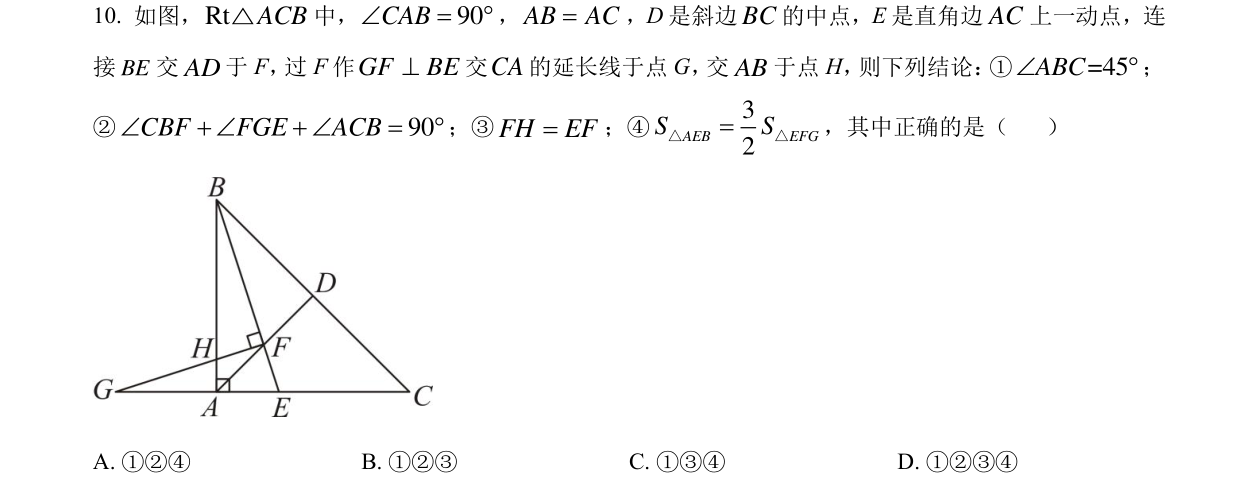 10. 如图，Rt△ACB 中，∠CAB = 90°，AB = AC，D 是斜边 BC 的中点，E 是直角边 AC 上一动点，连
接 BE 交 AD 于 F，过 F 作 GF ⊥ BE 交 CA 的延长线于点 G，交 AB 于点 H，则下列结论：①∠ABC=45°；
②∠CBF + ∠FGE + ∠ACB = 90°；③FH = EF；④S△AEB = 3/2 S△EFG，其中正确的是（　　）
B
D
H
F
G
A
E
C
A. ①②④ B. ①②③ C. ①③④ D. ①②③④